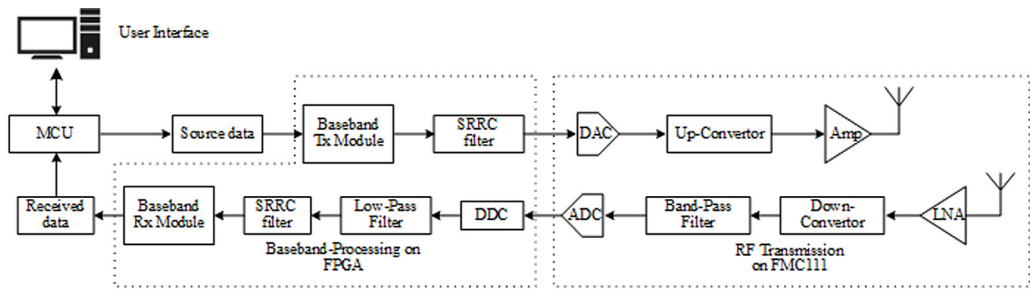 User Interface
MCU
Source data
Baseband
Tx Module
SRRC
filter
DAC
Up-Convertor
Amp
Received
data
Baseband
Rx Module
SRRC
filter
Low-Pass
Filter
DDC
ADC
Band-Pass
Filter
Down-
Convertor
LNA
Baseband-Processing on
FPGA
RF Transmission
on FMC111